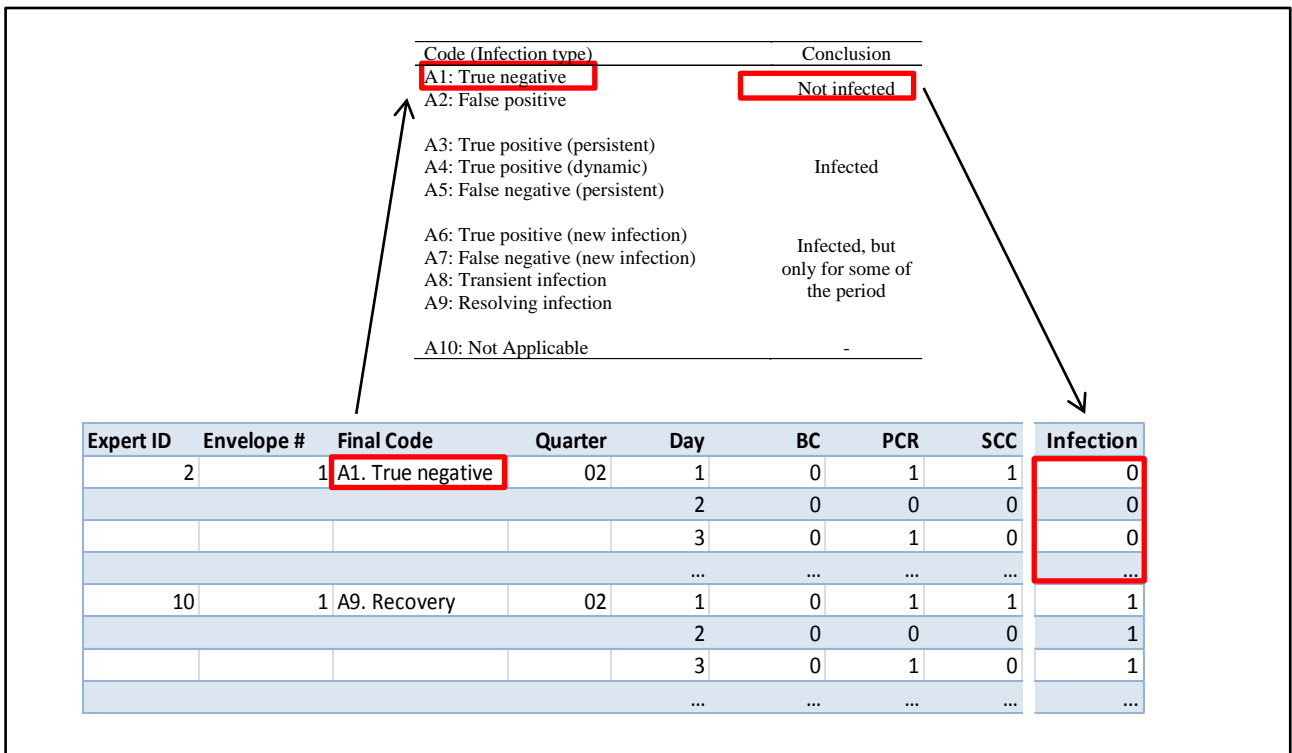 Code (Infection type) Conclusion
A1: True negative
Not infected
A2: False positive
A3: True positive (persistent)
A4: True positive (dynamic) Infected
A5: False negative (persistent)
A6: True positive (new infection)
Infected, but
A7: False negative (new infection)
only for some of
A8: Transient infection
the period
A9: Resolving infection
A10: Not Applicable -
Expert ID Envelope # Final Code Quarter Day BC PCR SCC Infection
2 1 A1. True negative 02 1 0 1 1 0
2 0 0 0 0
3 0 1 0 0
... ... ... ... ...
10 1 A9. Recovery 02 1 0 1 1 1
2 0 0 0 1
3 0 1 0 1
... ... ... ... ...